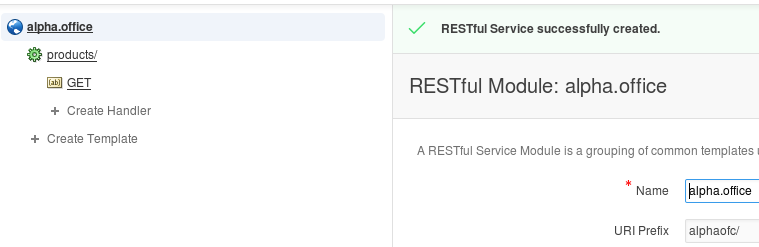 alpha.office
products/
GET
Create Handler
Create Template
RESTful Service successfully created.
RESTful Module: alpha.office
A RESTful Service Module is a grouping of common templates
* Name alpha.office
URI Prefix alphaofc/